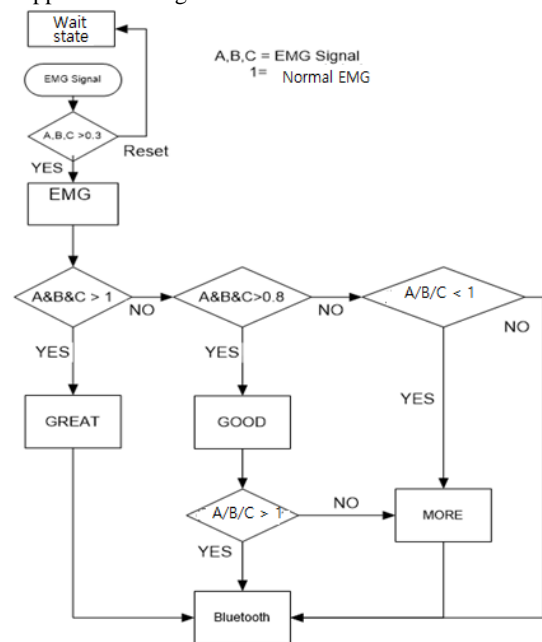 Wait
state
A,B,C = EMG Signal
1= Normal EMG
EMG Signal
A,B,C >0.3
Reset
YES
EMG
A&B&C > 1
NO
A&B&C>0.8
NO
A/B/C < 1
NO
YES
YES
YES
GREAT
GOOD
A/B/C > 1
NO
MORE
YES
Bluetooth